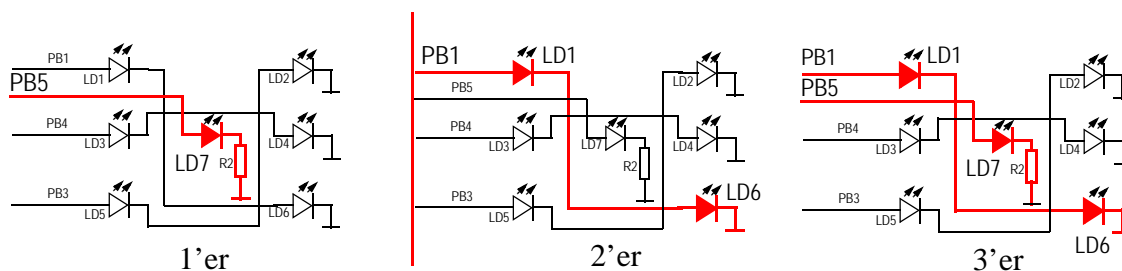 PB1
LD1
PB5
LD2
PB4
LD3
LD7
R2
LD4
PB3
LD5
LD6
1’er
PB1
LD1
PB5
LD2
PB4
LD3
LD7
R2
LD4
PB3
LD5
LD6
2’er
PB1
LD1
PB5
LD2
PB4
LD3
LD7
R2
LD4
PB3
LD5
LD6
3’er